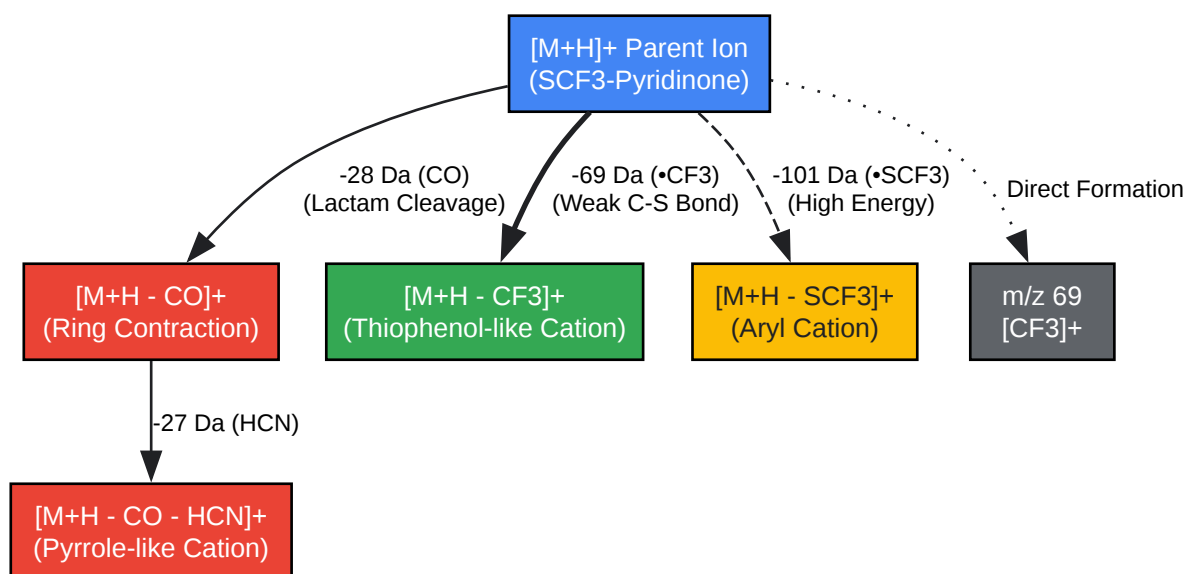 [M+H]+ Parent Ion
(SCF3-Pyridinone)
-28 Da (CO)
(Lactam Cleavage)
-69 Da (•CF3)
(Weak C-S Bond)
-101 Da (•SCF3)
(High Energy)
Direct Formation
[M+H - CO]+
(Ring Contraction)
[M+H - CF3]+
(Thiophenol-like Cation)
[M+H - SCF3]+
(Aryl Cation)
m/z 69
[CF3]+
-27 Da (HCN)
[M+H - CO - HCN]+
(Pyrrole-like Cation)